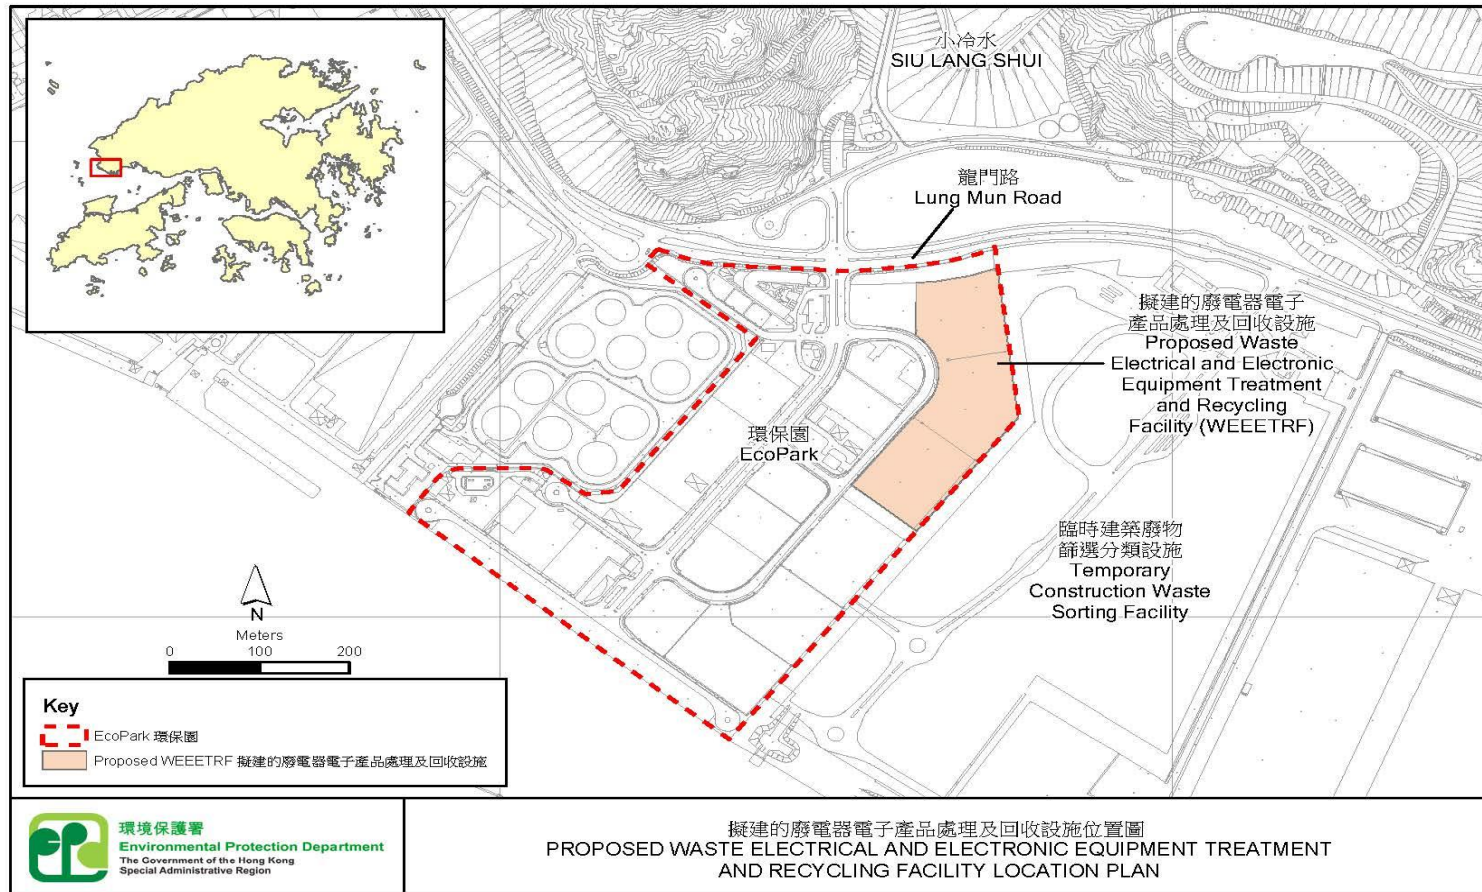 小冷水
SIU LANG SHUI
龍門路
Lung Mun Road
擬建的廢電器電子
產品處理及回收設施
Proposed Waste
Electrical and Electronic
Equipment Treatment
and Recycling
Facility (WEEETRF)
環保園
EcoPark
臨時建築廢物
篩選分類設施
Temporary
Construction Waste
Sorting Facility
N
Meters
0 100 200
Key
EcoPark 環保園
Proposed WEEETRF 擬建的廢電器電子產品處理及回收設施
環境保護署
Environmental Protection Department
The Government of the Hong Kong
Special Administrative Region
擬建的廢電器電子產品處理及回收設施位置圖
PROPOSED WASTE ELECTRICAL AND ELECTRONIC EQUIPMENT TREATMENT
AND RECYCLING FACILITY LOCATION PLAN